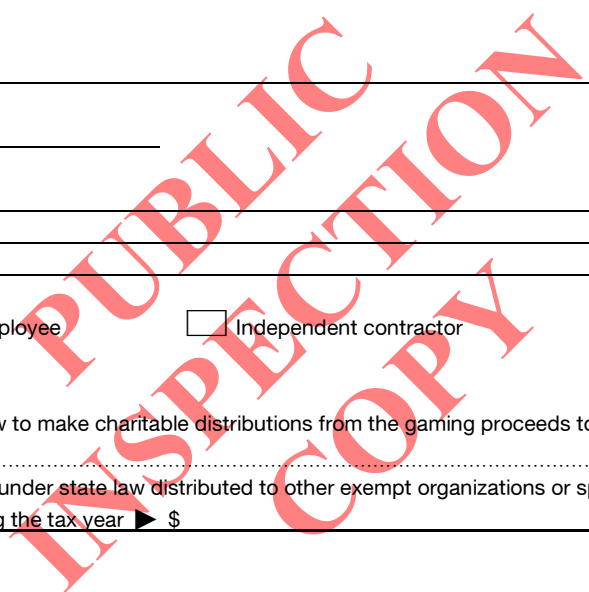 PUBLIC
INSPECTION
COPY
ployee Independent contractor
w to make charitable distributions from the gaming proceeds to
under state law distributed to other exempt organizations or sp
g the tax year ▶ $